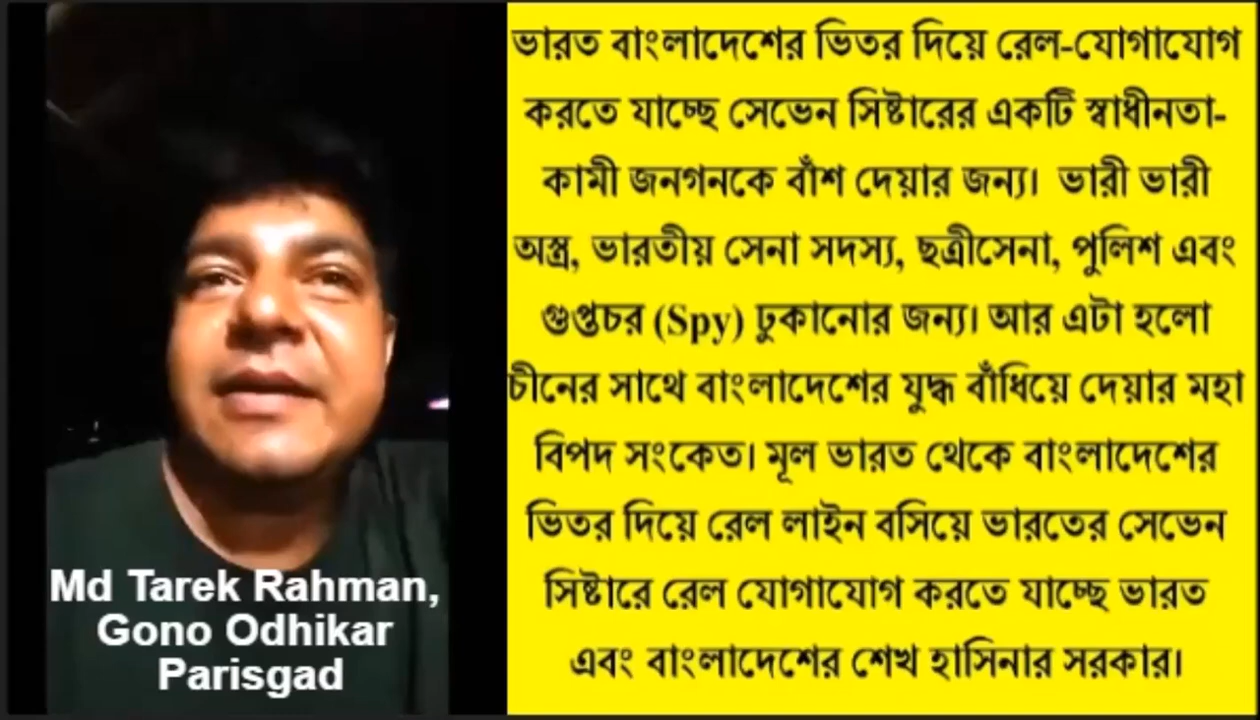 Md Tarek Rahman,
Gono Odhikar
Parisgad
ভারত বাংলাদেশের ভিতর দিয়ে রেল-যোগাযোগ
করতে যাচ্ছে সেভেন সিষ্টারের একটি স্বাধীনতা-
কামী জনগনকে বাঁশ দেয়ার জন্য। ভারী ভারী
অস্ত্র, ভারতীয় সেনা সদস্য, ছত্রীসেনা, পুলিশ এবং
গুপ্তচর (Spy) ঢুকানোর জন্য। আর এটা হলো
চীনের সাথে বাংলাদেশের যুদ্ধ বাঁধিয়ে দেয়ার মহা
বিপদ সংকেত। মূল ভারত থেকে বাংলাদেশের
ভিতর দিয়ে রেল লাইন বসিয়ে ভারতের সেভেন
সিষ্টারে রেল যোগাযোগ করতে যাচ্ছে ভারত
এবং বাংলাদেশের শেখ হাসিনার সরকার।